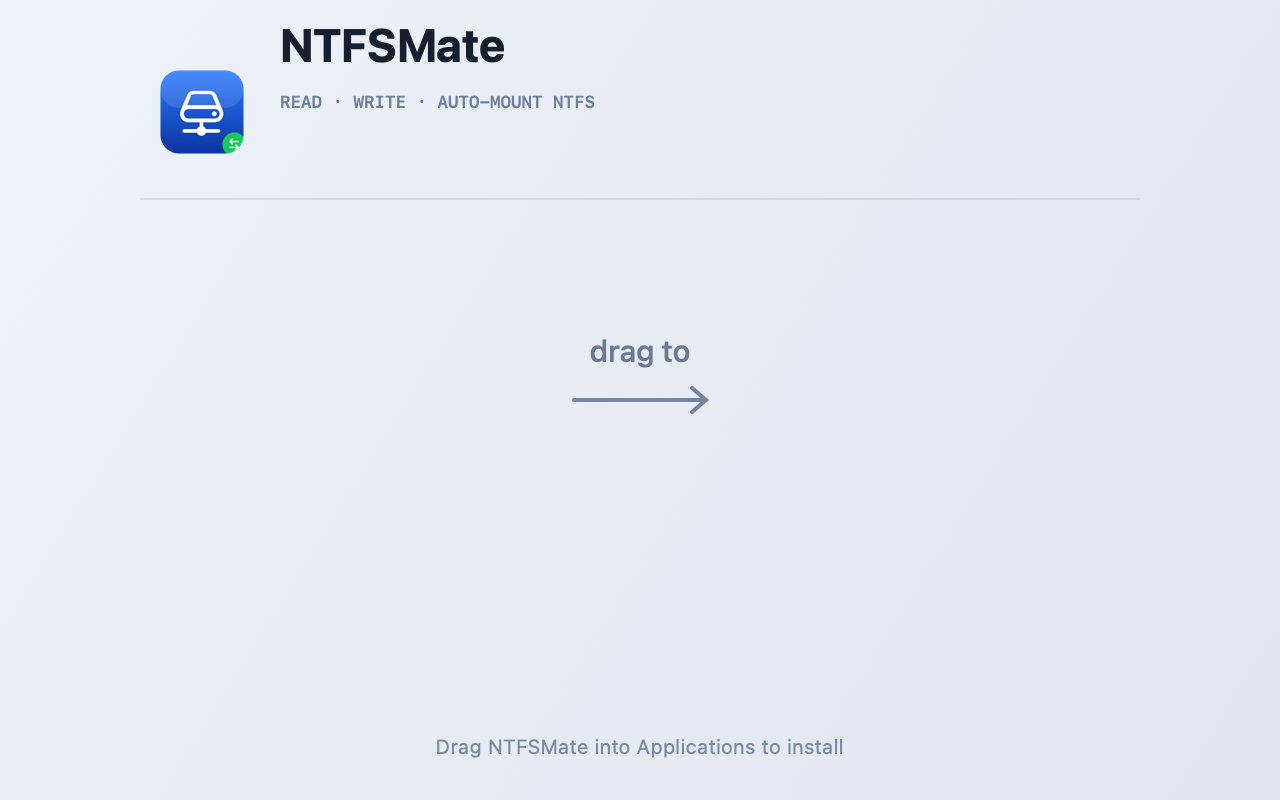 NTFSMate
READ · WRITE · AUTO–MOUNT NTFS
drag to
Drag NTFSMate into Applications to install